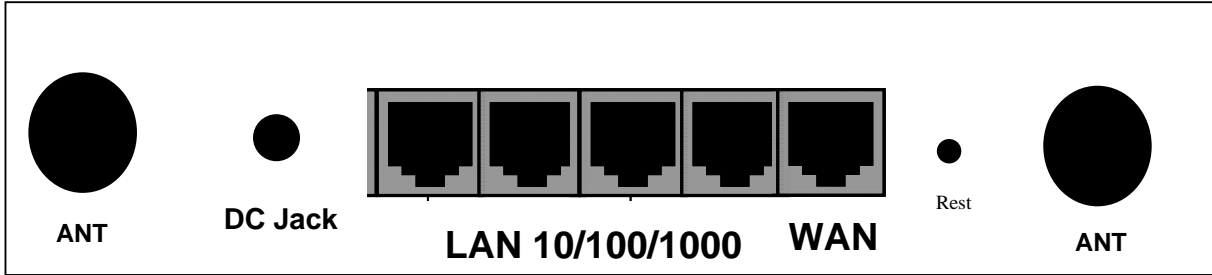 ANT
DC Jack
LAN 10/100/1000
WAN
Rest
ANT